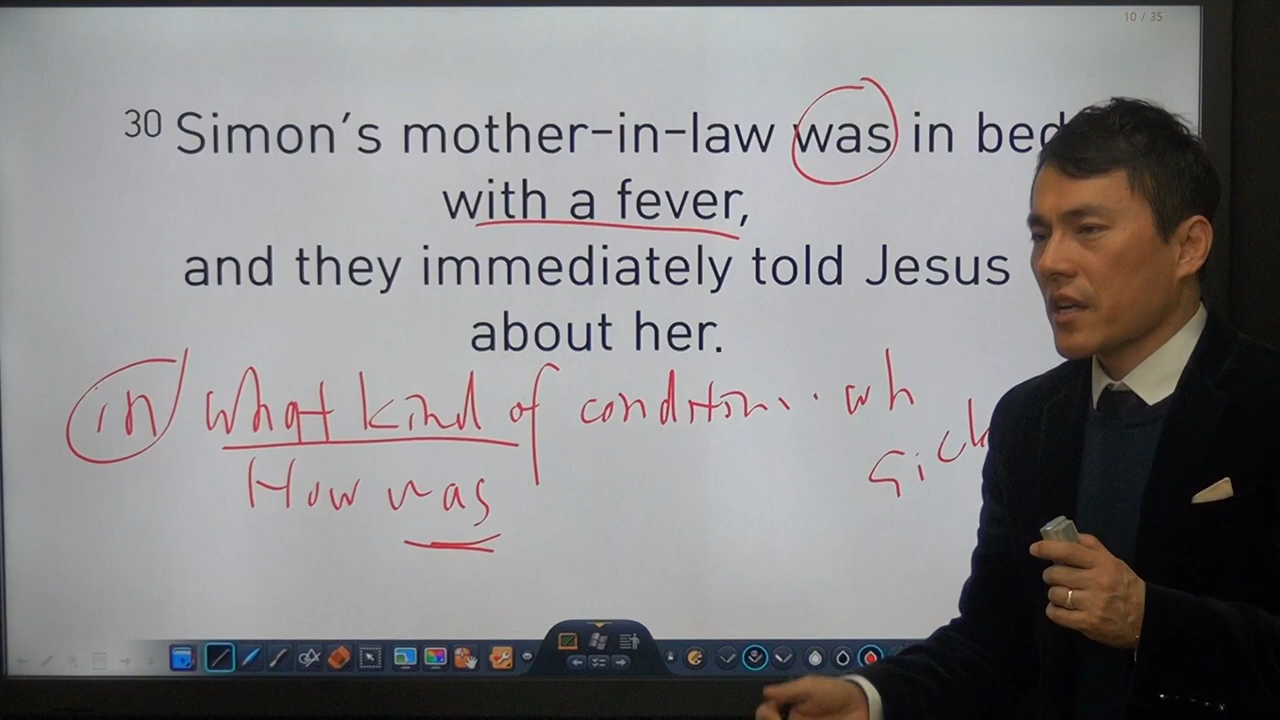 10 / 35
30 Simon's mother-in-law was in bed
with a fever,
and they immediately told Jesus
about her.
in What kind of condition. wh
sick
How was